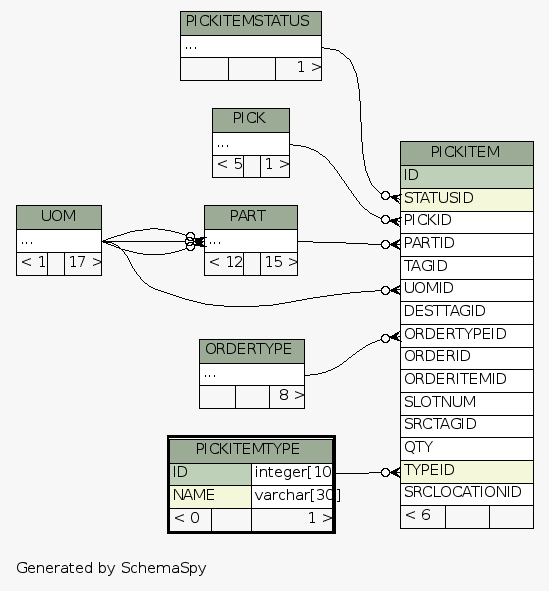 PICKITEMSTATUS
...
1 >
PICK
...
< 5 1 >
UOM
...
< 1 17 >
PART
...
< 12 15 >
ORDERTYPE
...
8 >
PICKITEMTYPE
ID integer[10
NAME varchar[30]
< 0 1 >
PICKITEM
ID
STATUSID
PICKID
PARTID
TAGID
UOMID
DESTTAGID
ORDERTYPEID
ORDERID
ORDERITEMID
SLOTNUM
SRCTAGID
QTY
TYPEID
SRCLOCATIONID
< 6
Generated by SchemaSpy